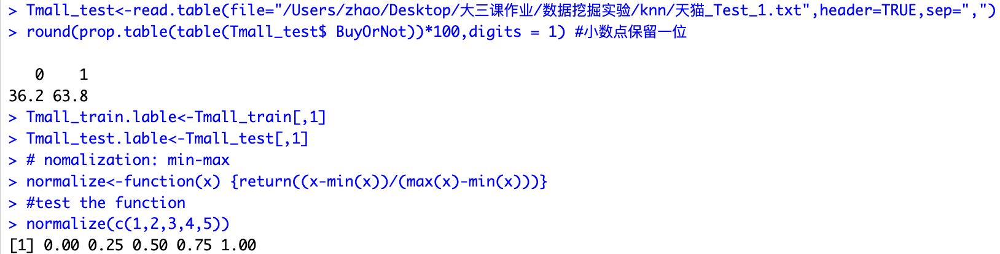 > Tmall_test<-read.table(file="/Users/zhao/Desktop/大三课作业/数据挖掘实验/knn/天猫_Test_1.txt",header=TRUE,sep=",")
> round(prop.table(table(Tmall_test$ BuyOrNot))*100,digits = 1) #小数点保留一位
0 1
36.2 63.8
> Tmall_train.lable<-Tmall_train[,1]
> Tmall_test.lable<-Tmall_test[,1]
> # nomalization: min-max
> normalize<-function(x) {return((x-min(x))/(max(x)-min(x)))}
> #test the function
> normalize(c(1,2,3,4,5))
[1] 0.00 0.25 0.50 0.75 1.00